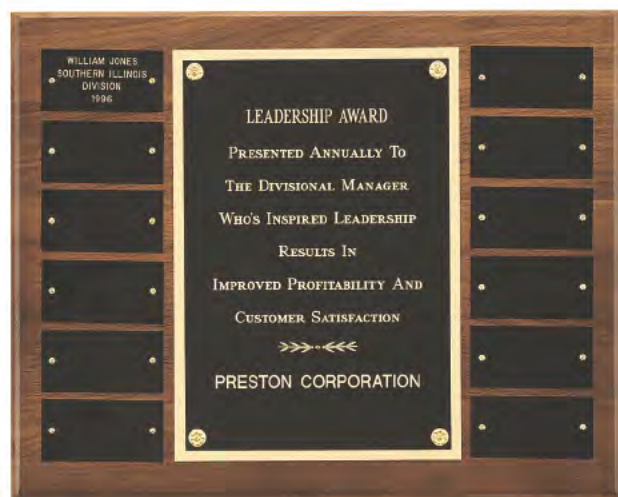 WILLIAM JONES
SOUTHERN ILLINOIS
DIVISION
1996
LEADERSHIP AWARD
PRESENTED ANNUALLY TO
THE DIVISIONAL MANAGER
WHO'S INSPIRED LEADERSHIP
RESULTS IN
IMPROVED PROFITABILITY AND
CUSTOMER SATISFACTION
PRESTON CORPORATION